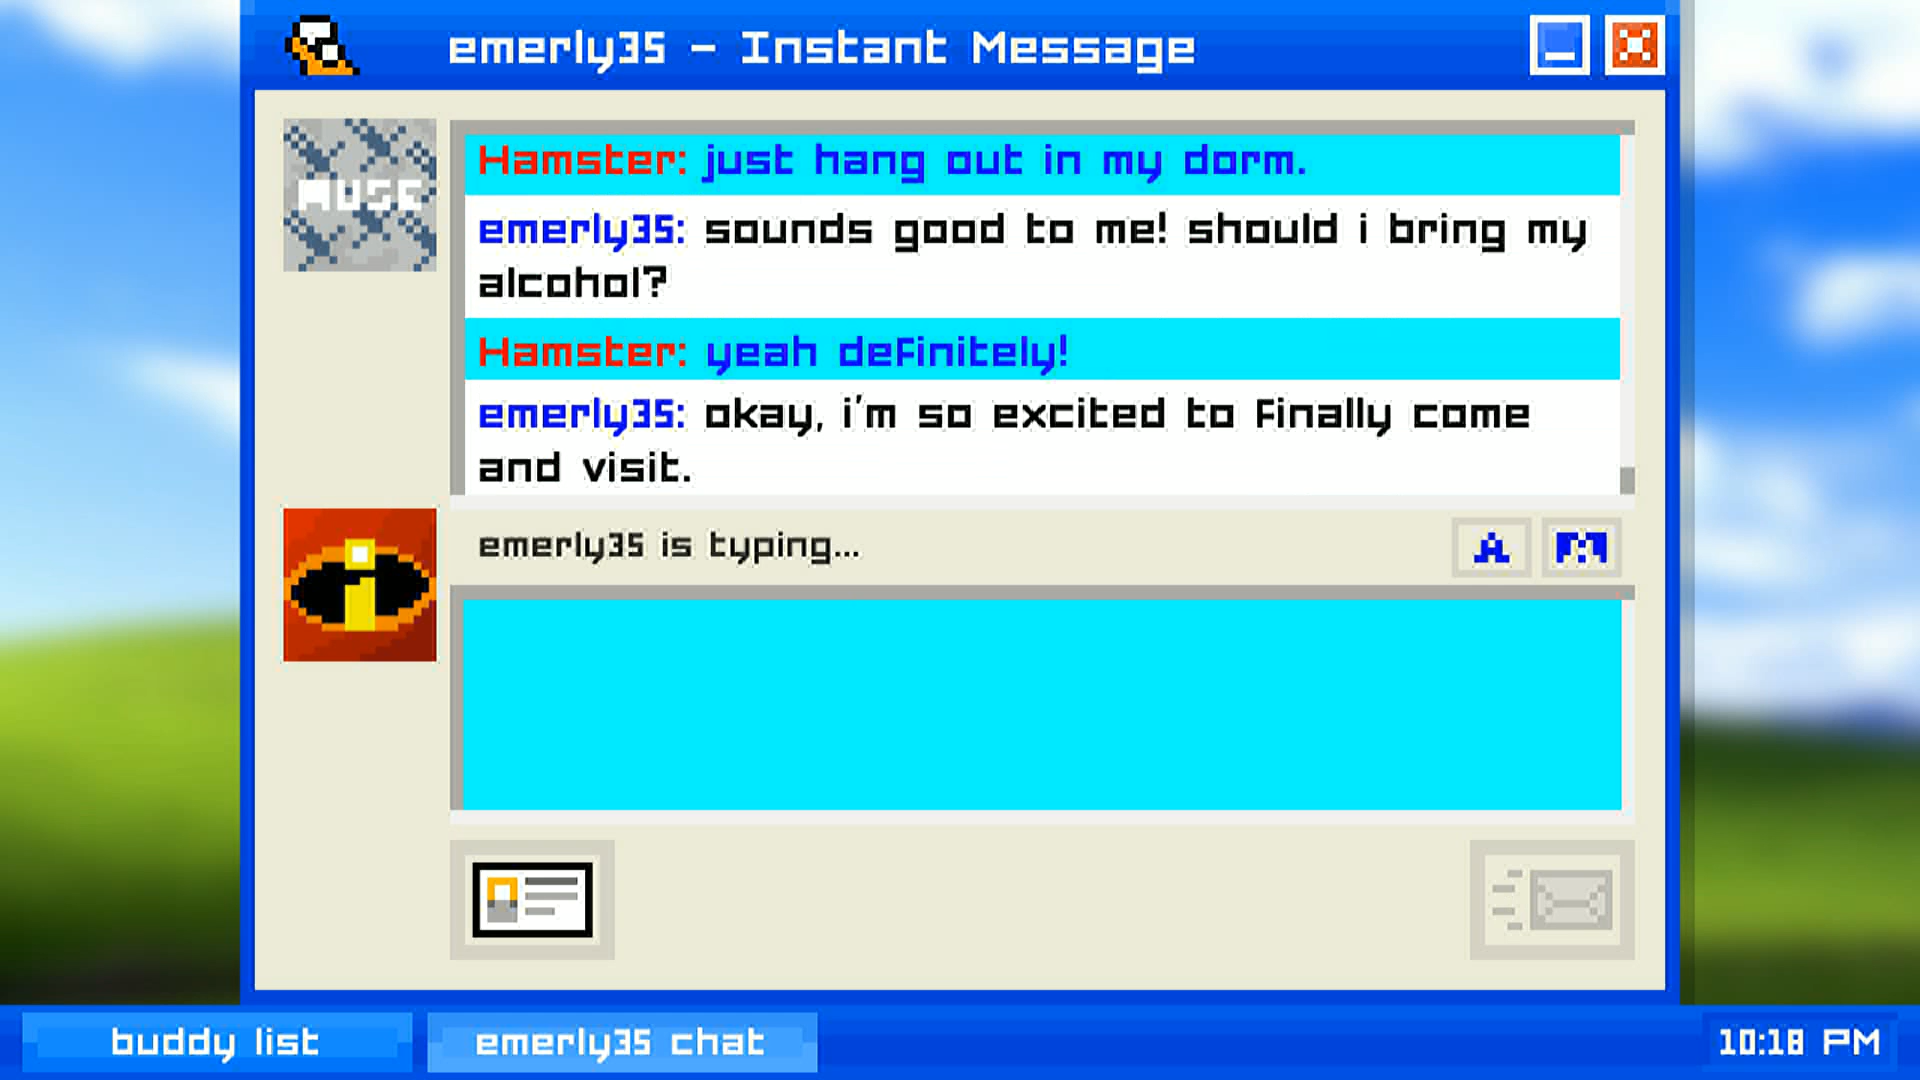 emerly35 - Instant Message
MUSE
Hamster: just hang out in my dorm.
emerly35: sounds good to me! should i bring my
alcohol?
Hamster: yeah definitely!
emerly35: okay, i'm so excited to finally come
and visit.
emerly35 is typing...
A
i
buddy list
emerly35 chat
10:18 PM